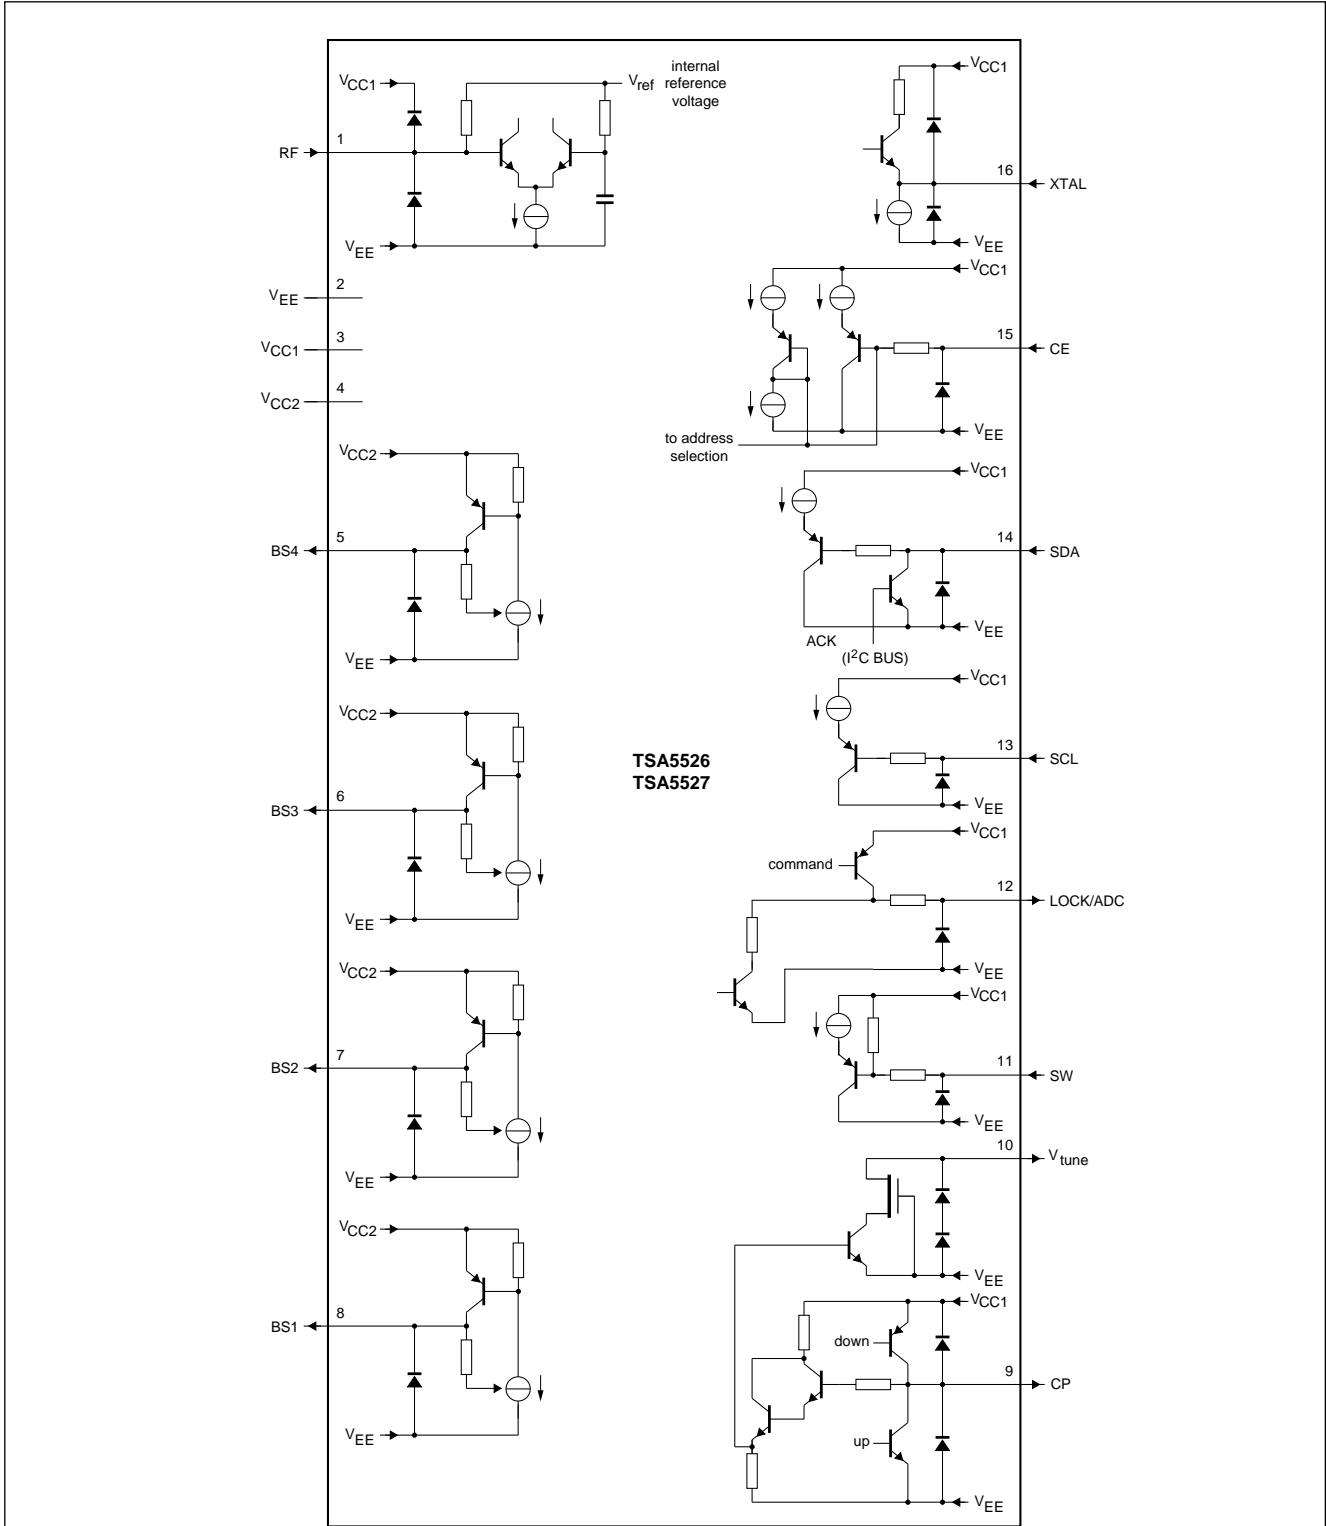 VCC1
internal
Vref reference
voltage
1
RF
VEE
2
VEE
3
VCC1
4
VCC2
VCC2
5
BS4
VEE
VCC2
6
BS3
VEE
VCC2
7
BS2
VEE
VCC2
8
BS1
VEE
TSA5526
TSA5527
VCC1
16
XTAL
VEE
VCC1
15
CE
VEE
to address
selection
VCC1
14
SDA
VEE
ACK
(I2C BUS)
VCC1
13
SCL
VEE
VCC1
command
12
LOCK/ADC
VEE
VCC1
11
SW
VEE
10
Vtune
VEE
VCC1
down
9
CP
up
VEE